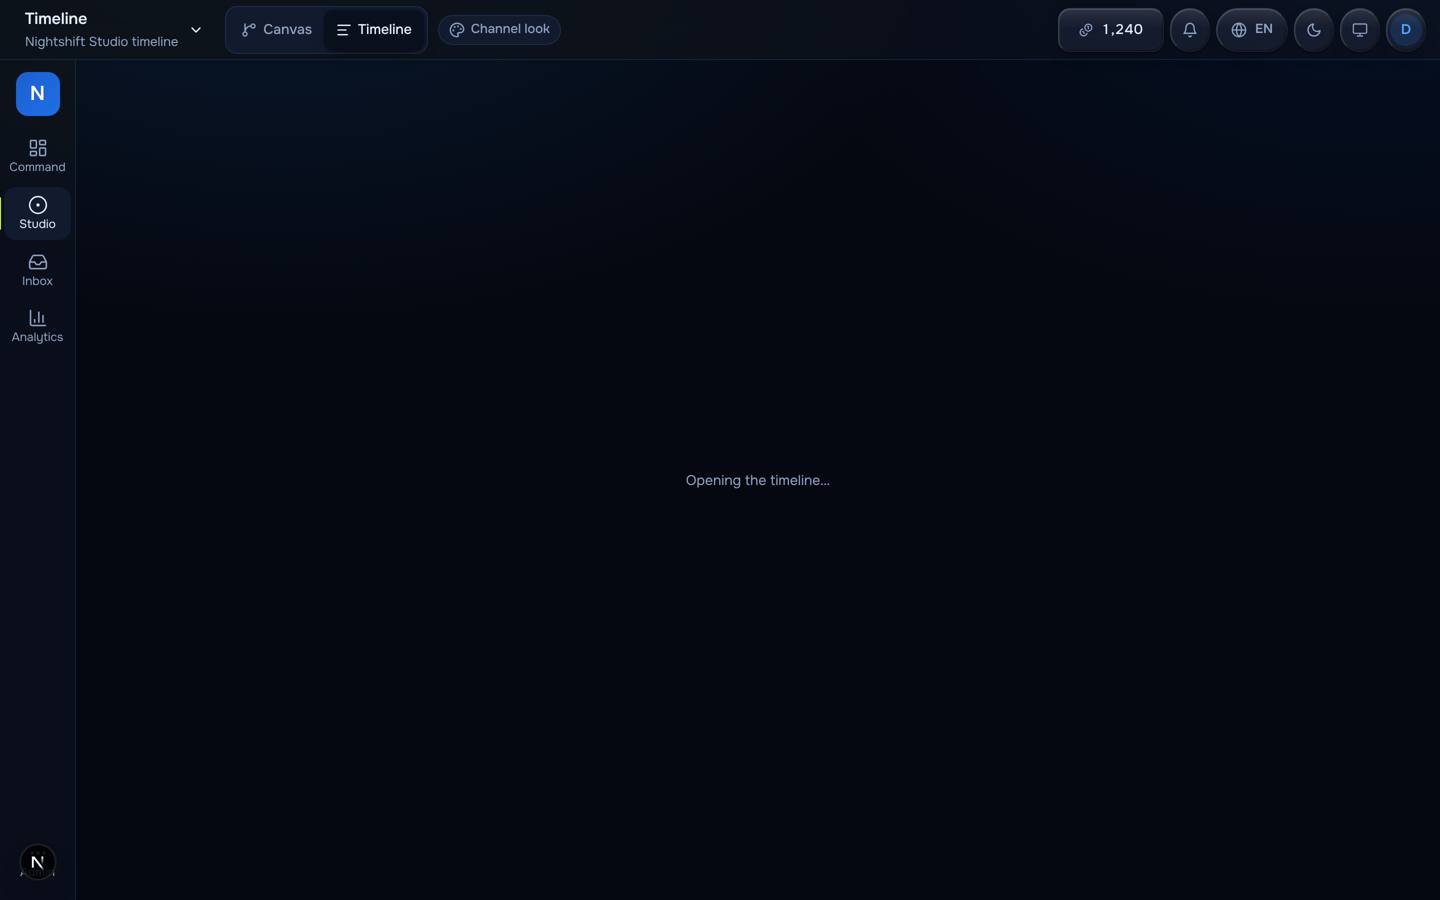 Timeline
Nightshift Studio timeline
Canvas
Timeline
Channel look
1,240
EN
D
N
Command
Studio
Inbox
Analytics
Opening the timeline...
N